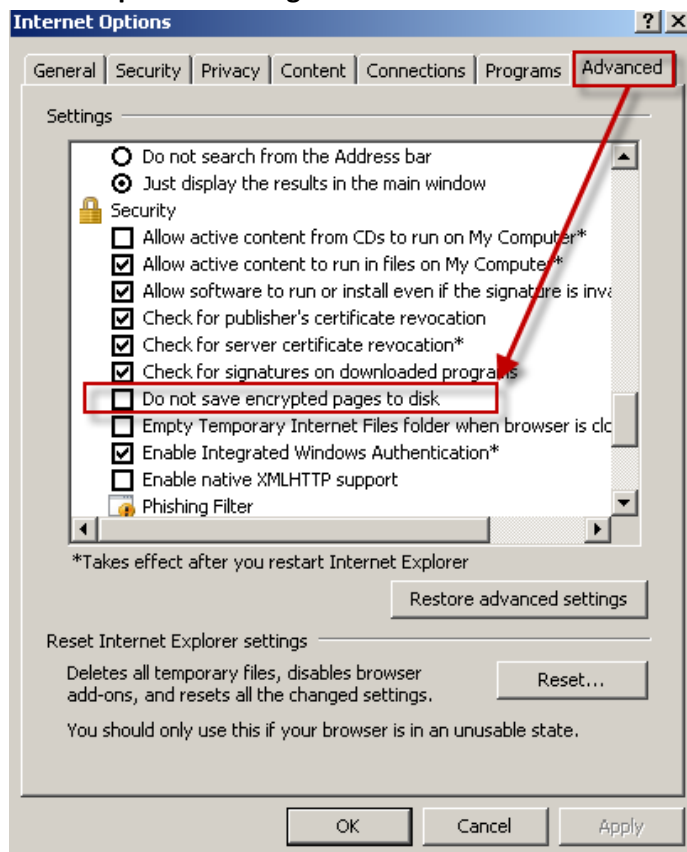 Internet Options
General Security Privacy Content Connections Programs Advanced
Settings
Do not search from the Address bar
Just display the results in the main window
Security
Allow active content from CDs to run on My Computer*
Allow active content to run in files on My Computer*
Allow software to run or install even if the signature is inva
Check for publisher's certificate revocation
Check for server certificate revocation*
Check for signatures on downloaded programs
Do not save encrypted pages to disk
Empty Temporary Internet Files folder when browser is clo
Enable Integrated Windows Authentication*
Enable native XMLHTTP support
Phishing Filter
*Takes effect after you restart Internet Explorer
Restore advanced settings
Reset Internet Explorer settings
Deletes all temporary files, disables browser
add-ons, and resets all the changed settings.
Reset...
You should only use this if your browser is in an unusable state.
OK Cancel Apply